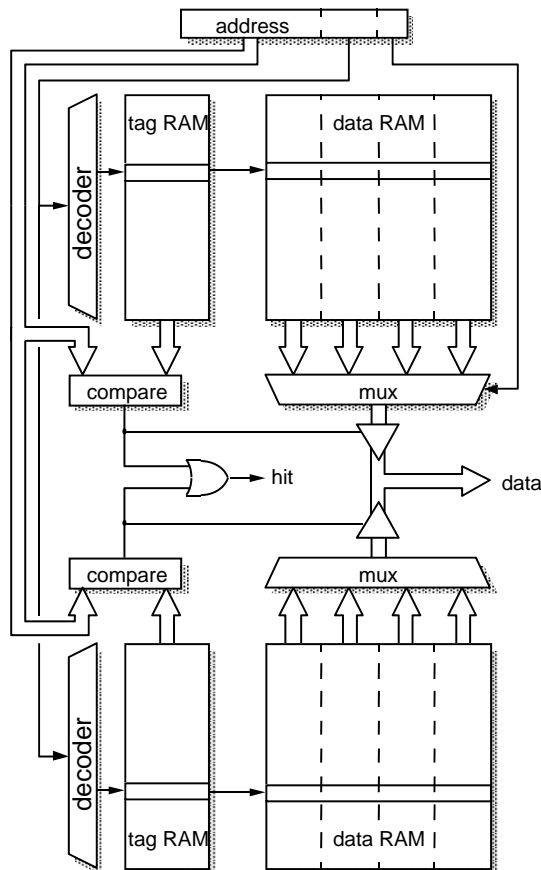 address
tag RAM
data RAM
decoder
compare
mux
hit
data
compare
mux
decoder
tag RAM
data RAM